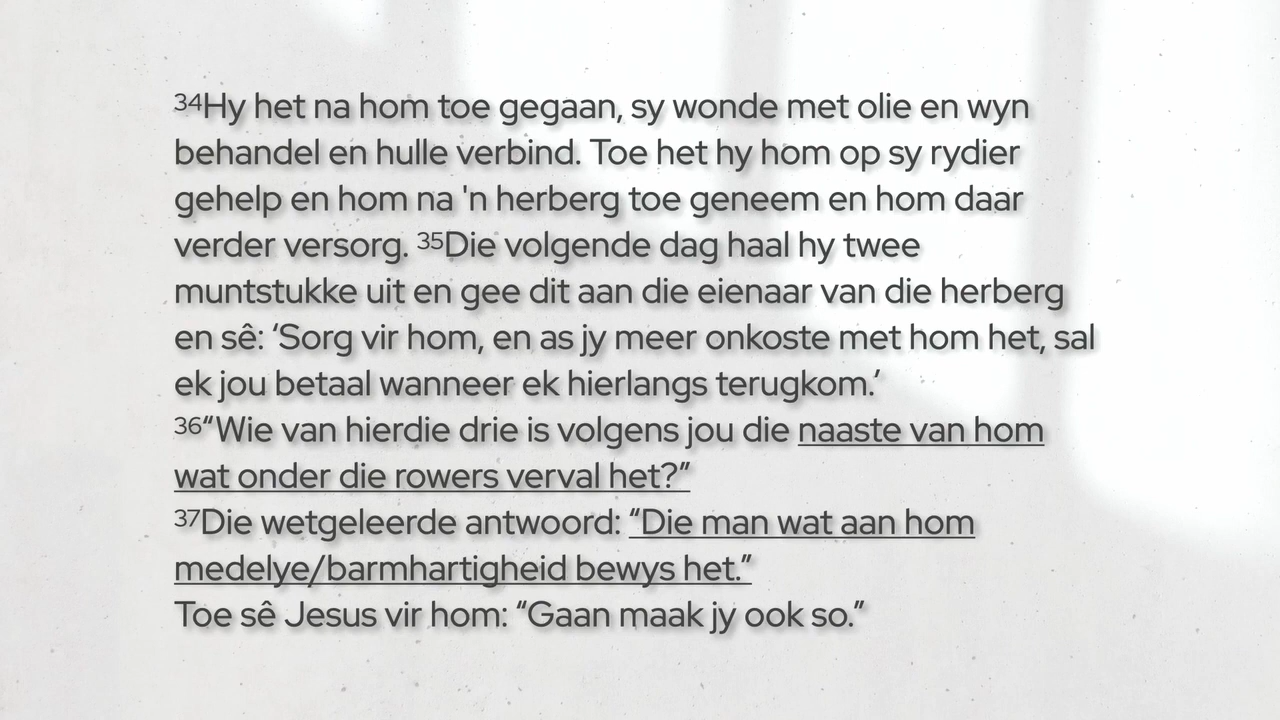 ³⁴Hy het na hom toe gegaan, sy wonde met olie en wyn
behandel en hulle verbind. Toe het hy hom op sy rydier
gehelp en hom na 'n herberg toe geneem en hom daar
verder versorg. ³⁵Die volgende dag haal hy twee
muntstukke uit en gee dit aan die eienaar van die herberg
en sê: ‘Sorg vir hom, en as jy meer onkoste met hom het, sal
ek jou betaal wanneer ek hierlangs terugkom.’
³⁶“Wie van hierdie drie is volgens jou die naaste van hom
wat onder die rowers verval het?”
³⁷Die wetgeleerde antwoord: “Die man wat aan hom
medelye/barmhartigheid bewys het.”
Toe sê Jesus vir hom: “Gaan maak jy ook so.”